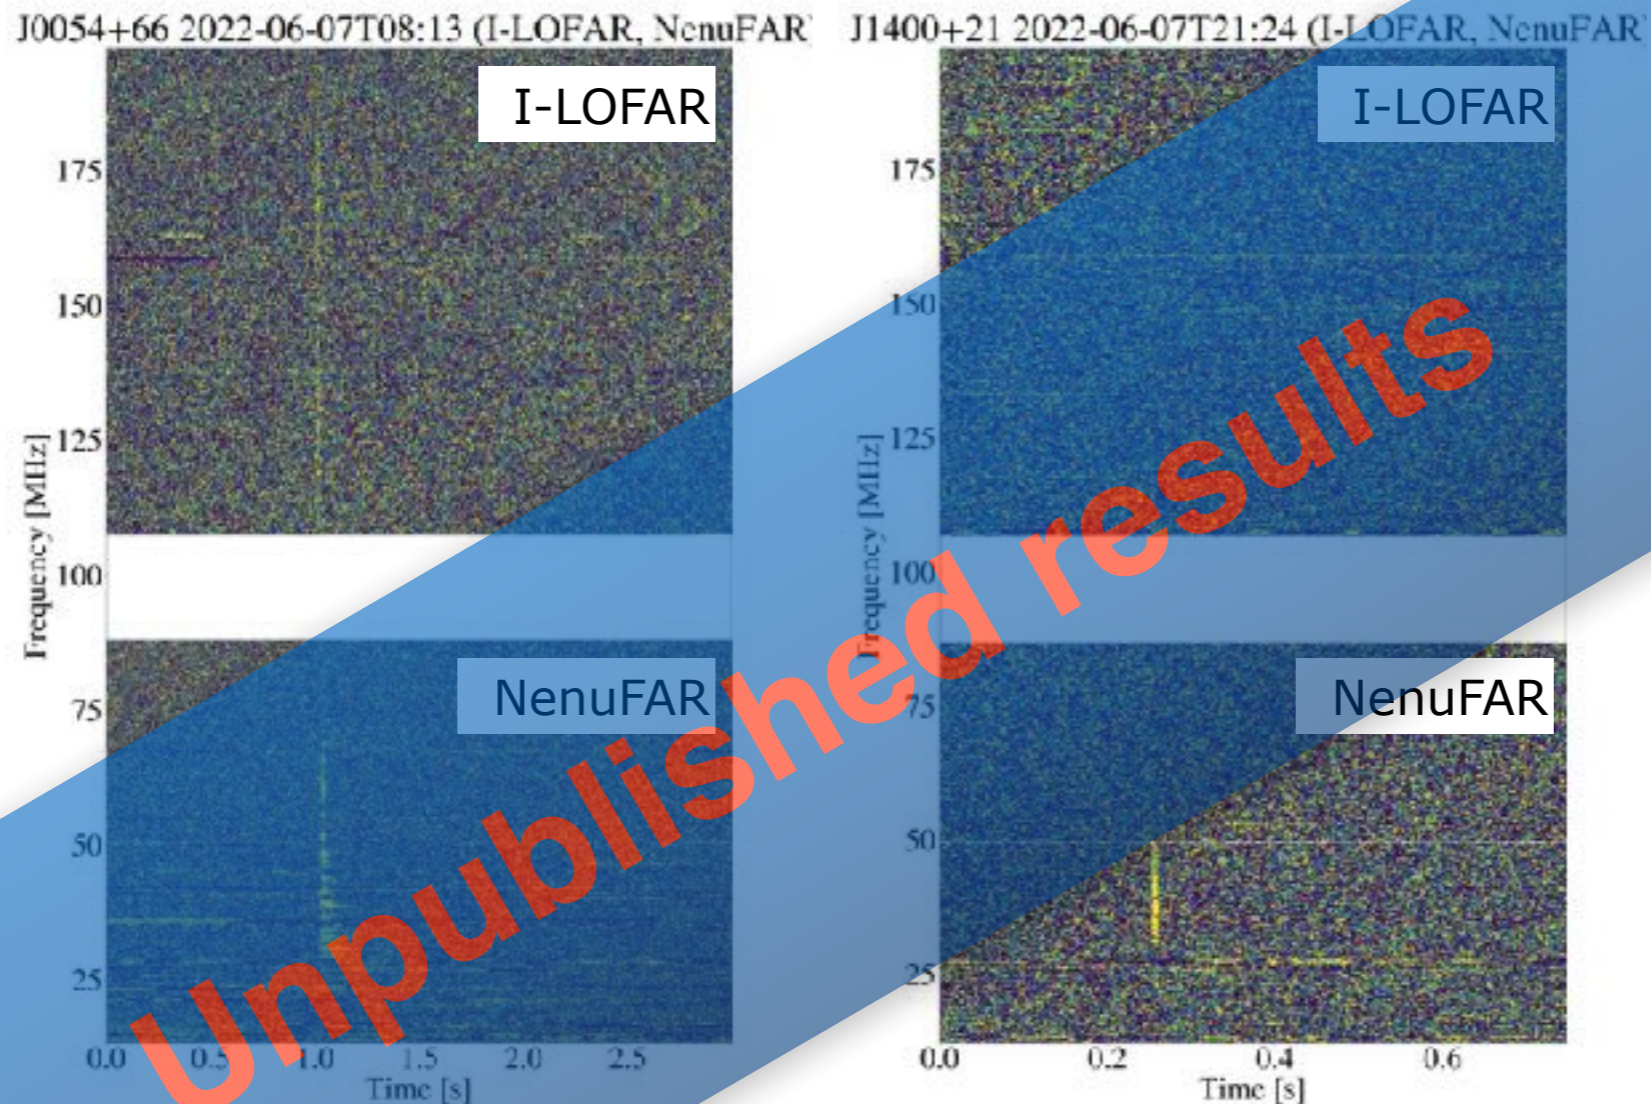 J0054+66 2022-06-07T08:13 (I-LOFAR, NenuFAR)
I-LOFAR
175
150
125
100
75
50
25
Frequency [MHz]
NenuFAR
0.0 0.5 1.0 1.5 2.0 2.5
Time [s]
J1400+21 2022-06-07T21:24 (I-LOFAR, NenuFAR)
I-LOFAR
175
150
125
100
75
50
25
Frequency [MHz]
NenuFAR
0.0 0.2 0.4 0.6
Time [s]
Unpublished results